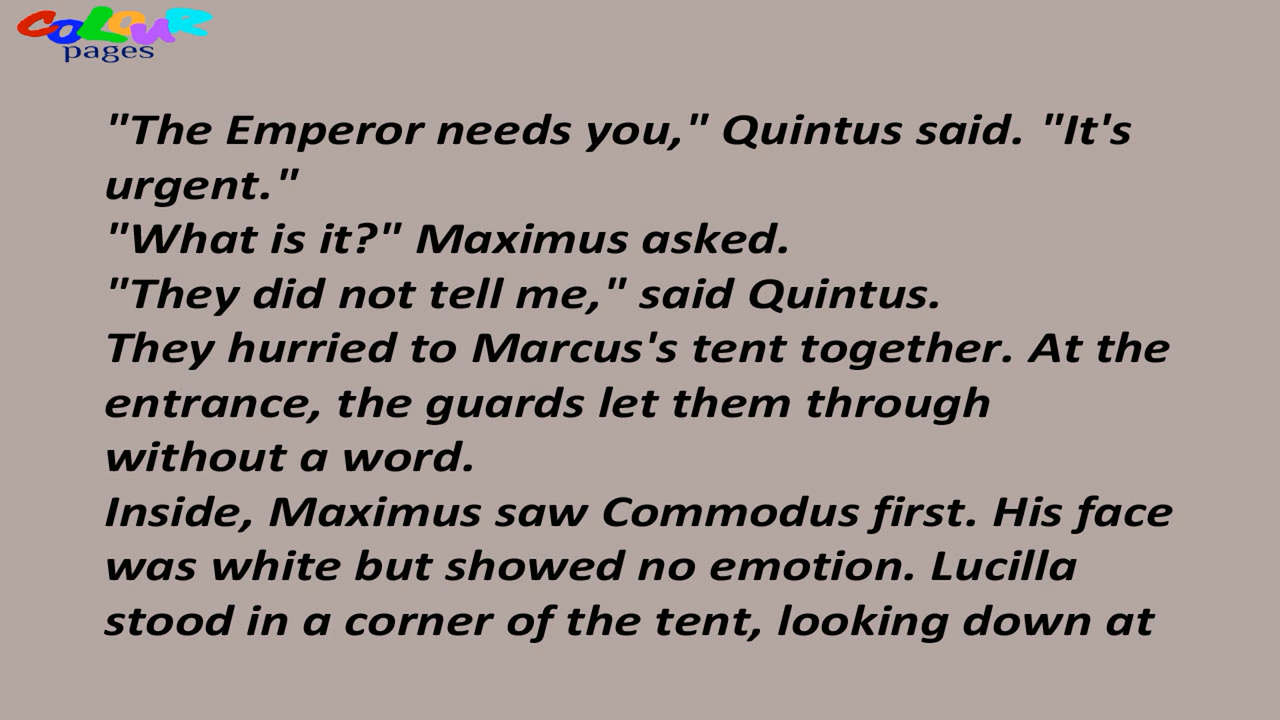 COLOUR
pages
"The Emperor needs you," Quintus said. "It's
urgent."
"What is it?" Maximus asked.
"They did not tell me," said Quintus.
They hurried to Marcus's tent together. At the
entrance, the guards let them through
without a word.
Inside, Maximus saw Commodus first. His face
was white but showed no emotion. Lucilla
stood in a corner of the tent, looking down at